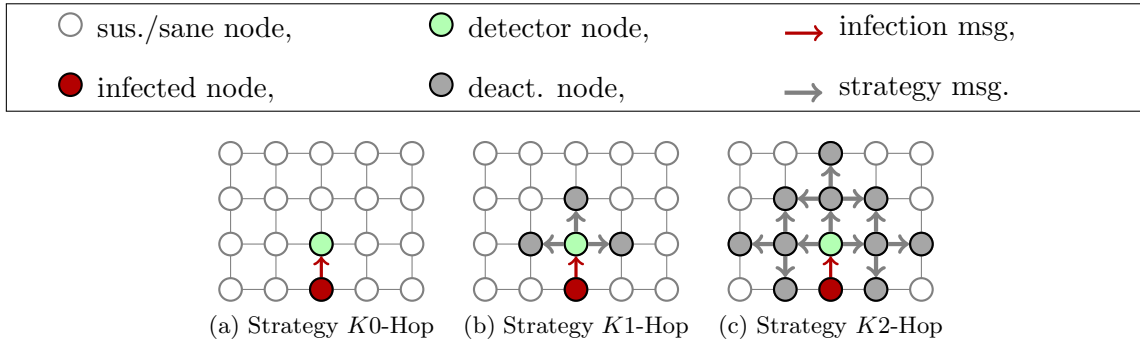 sus./sane node, detector node, infection msg,
infected node, deact. node, strategy msg.
(a) Strategy K0-Hop (b) Strategy K1-Hop (c) Strategy K2-Hop